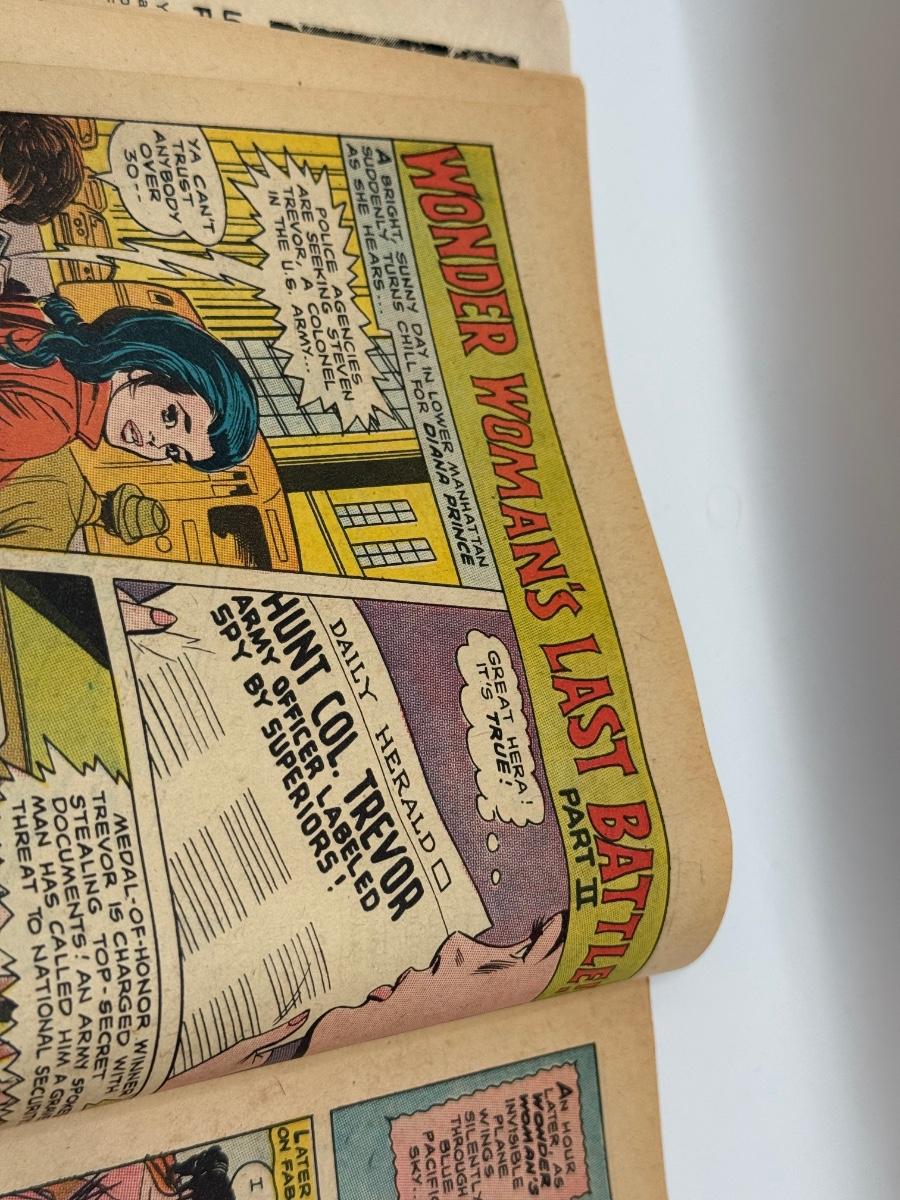 WONDER WOMAN'S LAST BATTLE
PART II
A BRIGHT, SUNNY DAY IN LOWER MANHATTAN
SUDDENLY TURNS CHILL FOR DIANA PRINCE
AS SHE HEARS...
POLICE AGENCIES
ARE SEEKING STEVEN
TREVOR, A COLONEL
IN THE U.S. ARMY...
YA CAN'T
TRUST
ANYBODY
OVER
30--
GREAT HERA!
IT'S TRUE!
DAILY HERALD
HUNT COL. TREVOR
ARMY OFFICER LABELED
SPY BY SUPERIORS!
MEDAL-OF-HONOR WINNER
TREVOR IS CHARGED WITH
STEALING TOP-SECRET
DOCUMENTS! AN ARMY
MAN HAS CALLED HIM A
THREAT TO NATIONAL
AN HOUR
LATER, AS
WONDER
WOMAN'S
INVISIBLE
PLANE
WINGS
SILENTLY
THROUGH
BLUE
PACIFIC
SKY..
LATER
ON
I